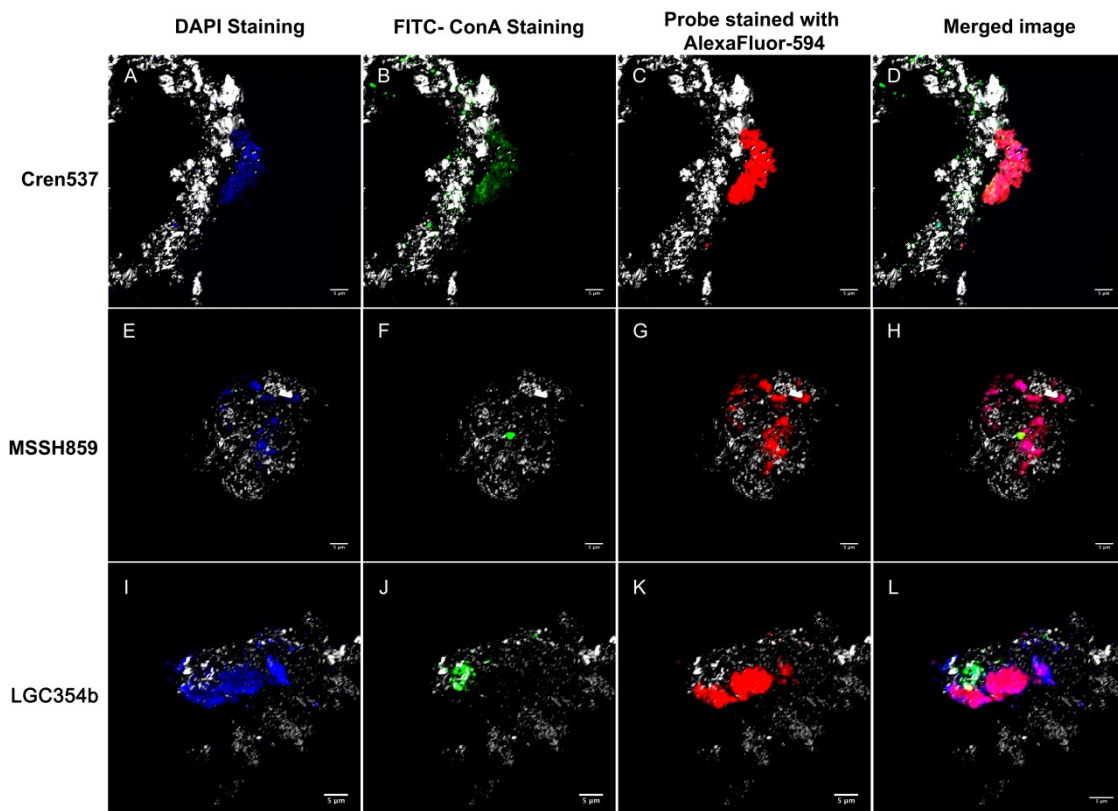 DAPI Staining
FITC- ConA Staining
Probe stained with
AlexaFluor-594
Merged image
Cren537
A
B
C
D
5 µm
5 µm
5 µm
5 µm
MSSH859
E
F
G
H
5 µm
5 µm
5 µm
5 µm
LGC354b
I
J
K
L
5 µm
5 µm
5 µm
5 µm